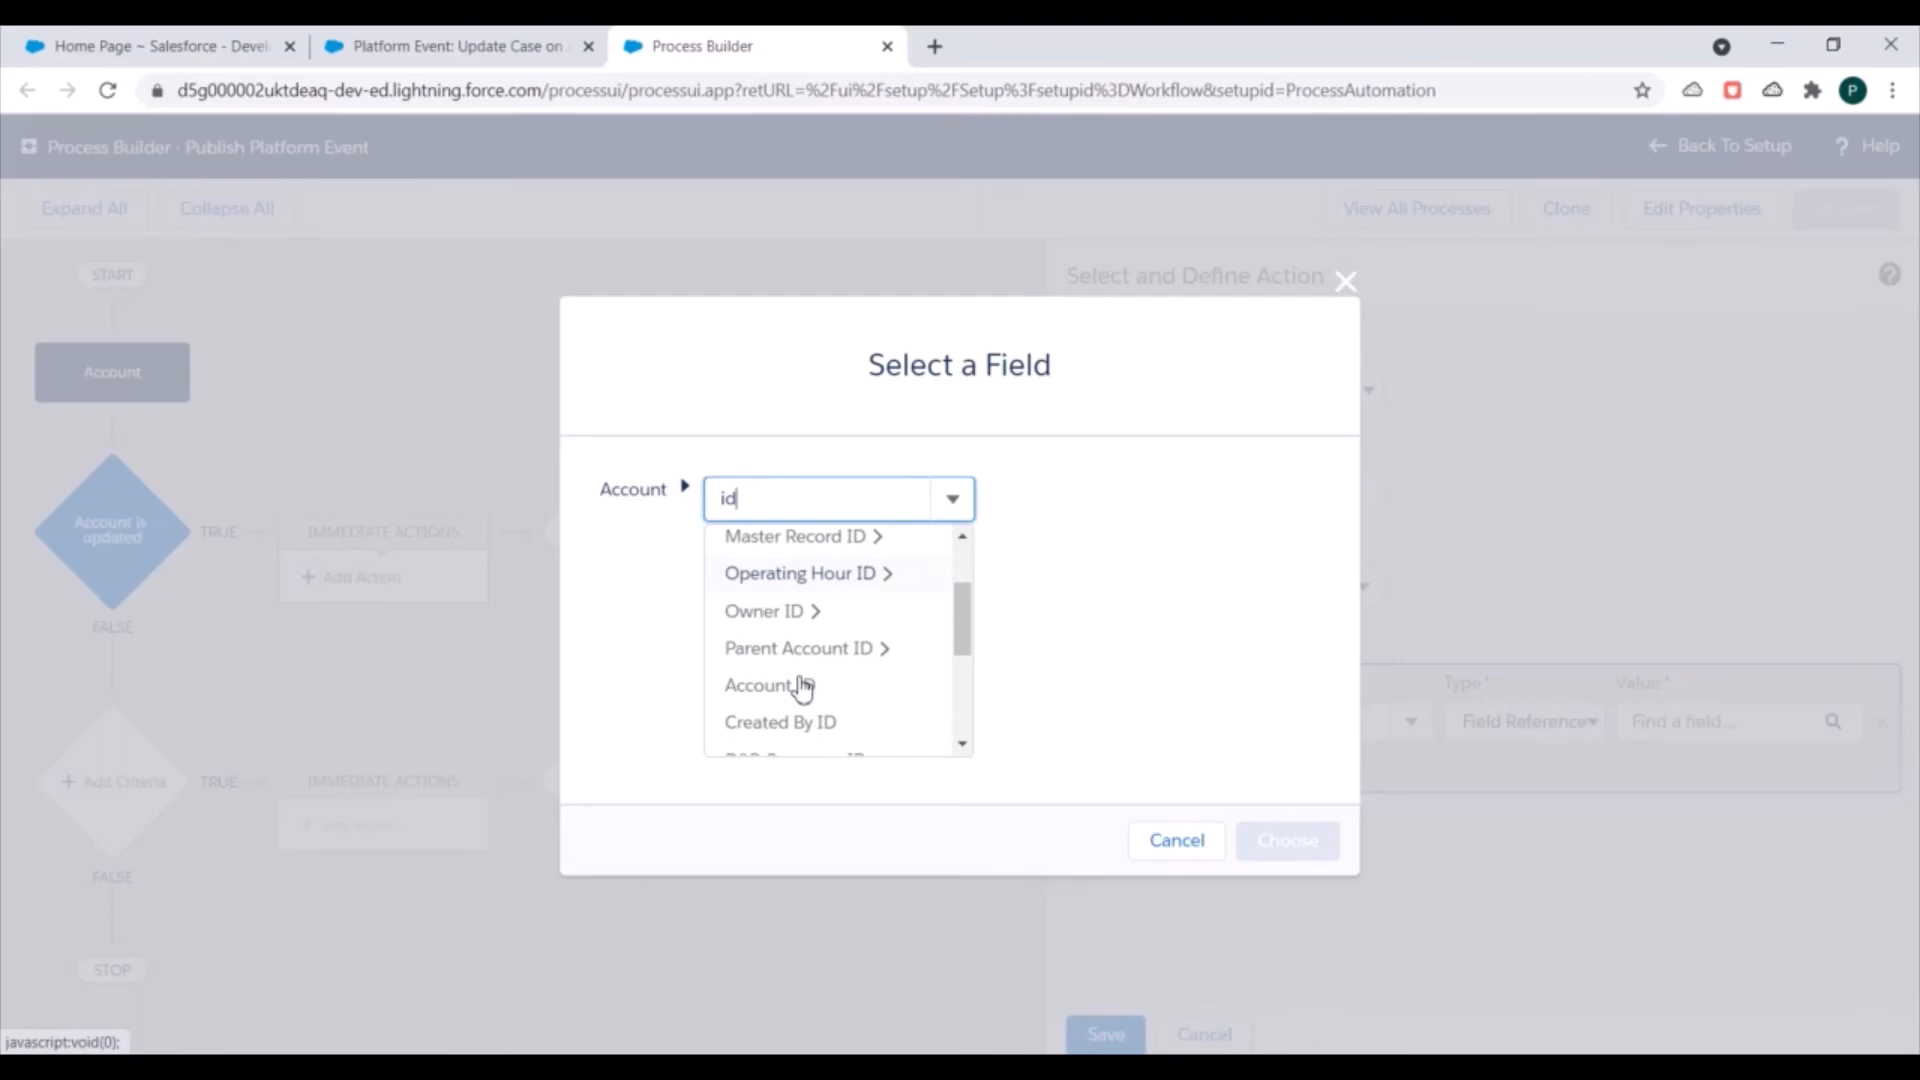 Home Page ~ Salesforce - Devel
Platform Event: Update Case on
Process Builder
d5g000002uktdeaq-dev-ed.lightning.force.com/processui/processui.app?retURL=%2Fui%2Fsetup%2FSetup%3Fsetupid%3DWorkflow&setupid=ProcessAutomation
P
Process Builder - Publish Platform Event
Back To Setup
? Help
Expand All
Collapse All
View All Processes
Clone
Edit Properties
START
Select and Define Action
Account
Select a Field
Account
id
Master Record ID >
Operating Hour ID >
Owner ID >
Parent Account ID >
Account
Created By ID
Account is
updated
TRUE
IMMEDIATE ACTIONS
+ Add Action
FALSE
Type*
Value*
Field Reference
Find a field...
+ Add Criteria
TRUE
IMMEDIATE ACTIONS
+ Add Action
Cancel
Choose
FALSE
STOP
Save
Cancel
javascript:void(0);